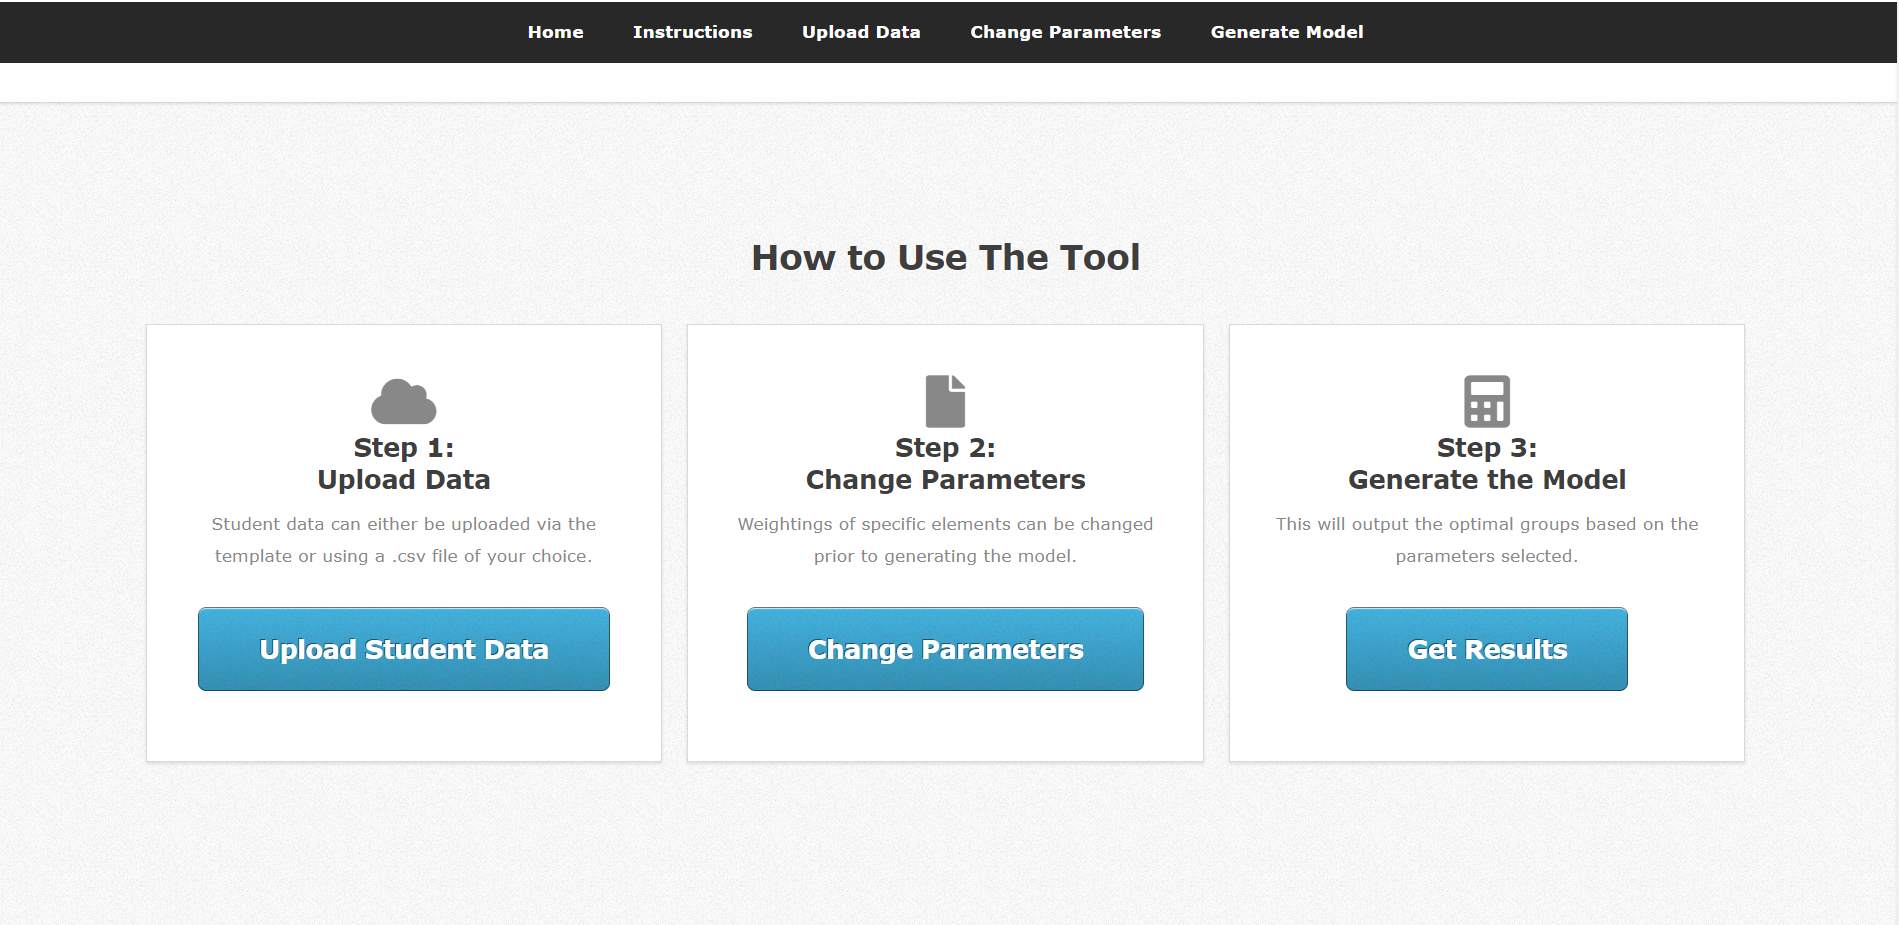 Home Instructions Upload Data Change Parameters Generate Model
How to Use The Tool
Step 1:
Upload Data
Student data can either be uploaded via the
template or using a .csv file of your choice.
Upload Student Data
Step 2:
Change Parameters
Weightings of specific elements can be changed
prior to generating the model.
Change Parameters
Step 3:
Generate the Model
This will output the optimal groups based on the
parameters selected.
Get Results